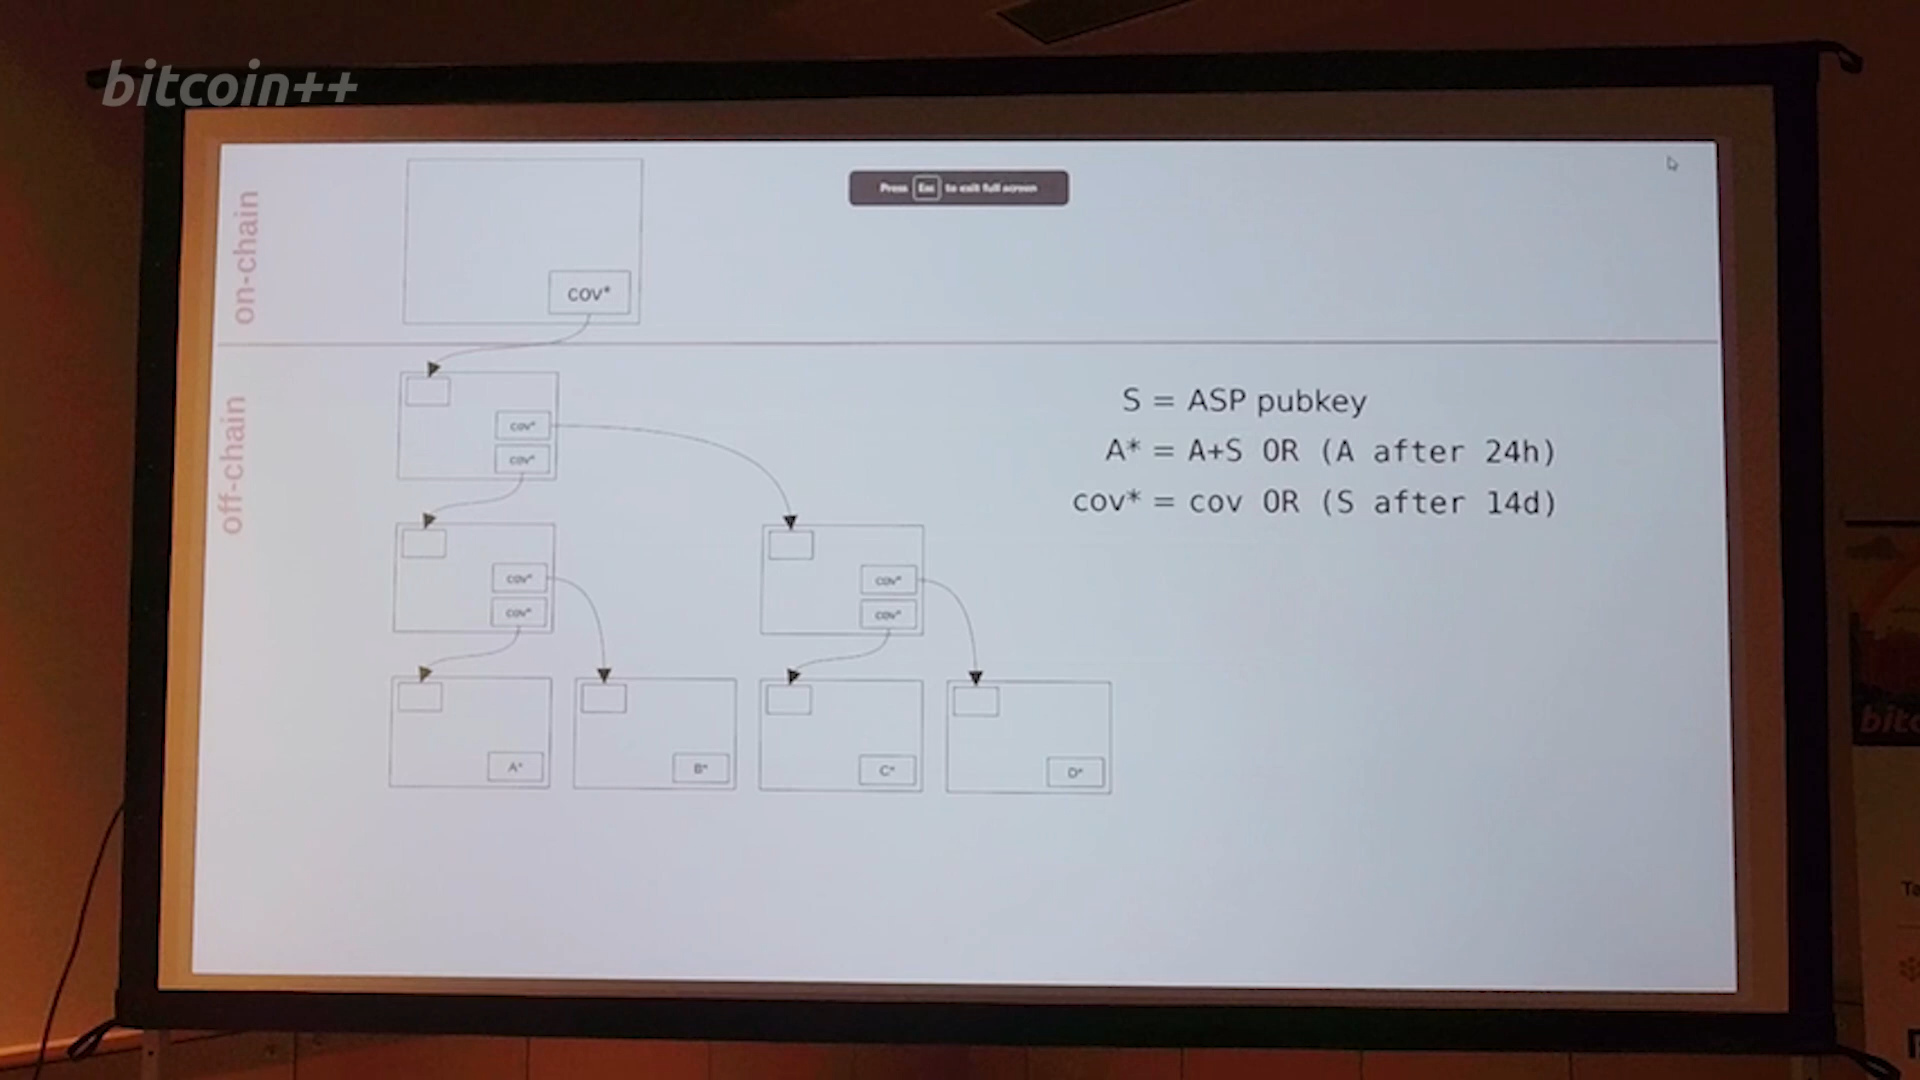 bitcoin++
on-chain
Press Esc to exit full screen
cov*
off-chain
S = ASP pubkey
A* = A+S OR (A after 24h)
cov* = cov OR (S after 14d)
cov*
cov*
cov*
cov*
cov*
cov*
A*
B*
C*
D*